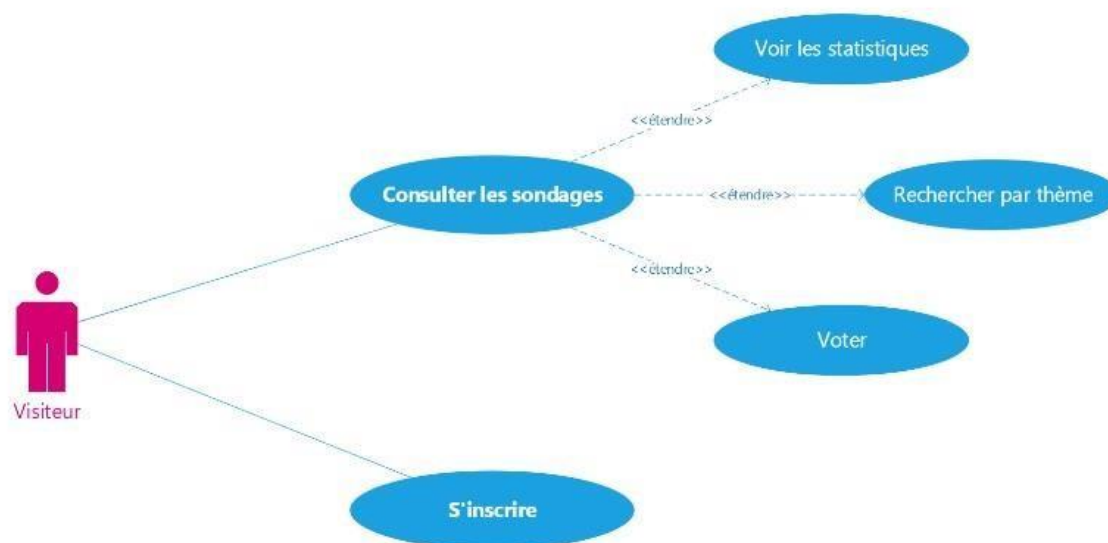 Voir les statistiques
<<étendre>>
Consulter les sondages
<<étendre>>
Rechercher par thème
<<étendre>>
Voter
Visiteur
S'inscrire